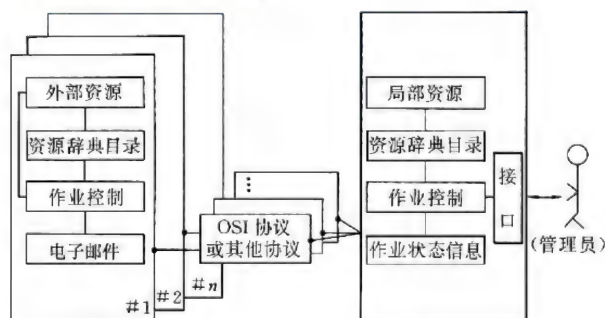 外部资源
资源辞典目录
作业控制
电子邮件
#1
#2
#n
⋮
OSI 协议
或其他协议
局部资源
资源辞典目录
作业控制
作业状态信息
接口
(管理员)